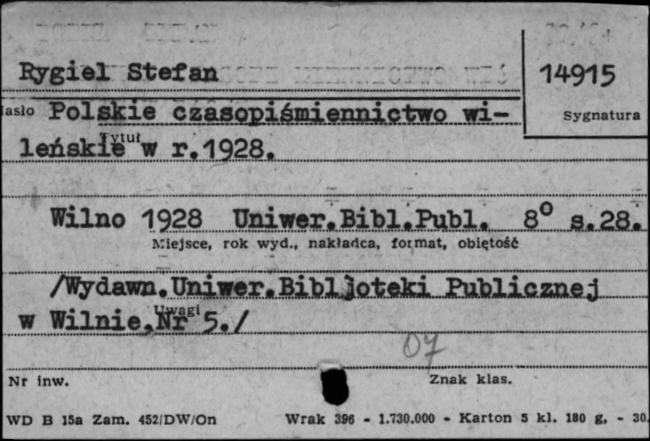 Rygiel Stefan
14915
Hasło Polskie czasopiśmiennictwo wi-
Sygnatura
Tytuł
leńskie w r.1928.
Wilno 1928 Uniwer.Bibl.Publ. 8° s.28.
Miejsce, rok wyd., nakładca, format, objętość
/Wydawn.Uniwer.Bibljoteki Publicznej
Uwagi
w Wilnie,Nr 5./
07
Nr inw.
Znak klas.
WD B 15a Zam. 452/DW/On Wrak 396 - 1.730.000 - Karton 5 kl. 180 g. - 30.